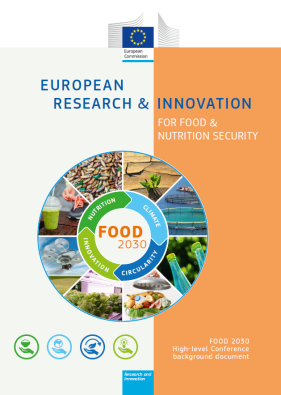 European
Commission
EUROPEAN
RESEARCH & INNOVATION
FOR FOOD &
NUTRITION SECURITY
NUTRITION
CLIMATE
FOOD
2030
INNOVATION
CIRCULARITY
FOOD 2030
High-level Conference
background document
Research and
Innovation